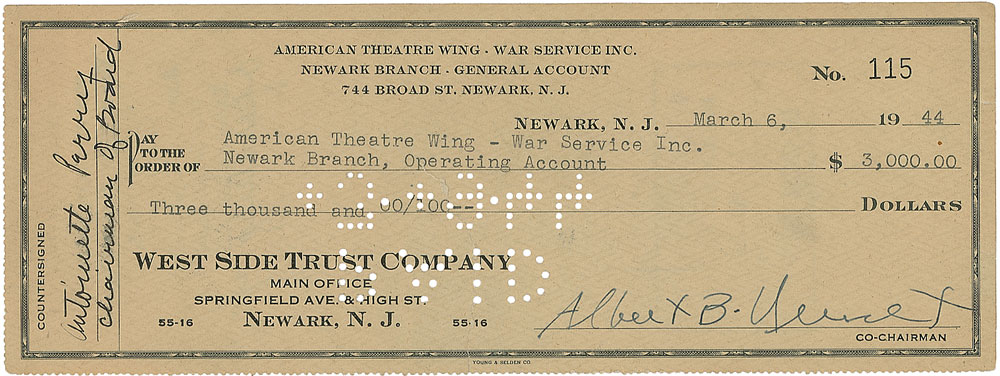 AMERICAN THEATRE WING · WAR SERVICE INC.
NEWARK BRANCH · GENERAL ACCOUNT
744 BROAD ST. NEWARK, N. J.
No. 115
NEWARK, N. J. March 6, 19 44
PAY TO THE ORDER OF
American Theatre Wing - War Service Inc.
Newark Branch, Operating Account $ 3,000.00
Three thousand and 00/100-- DOLLARS
WEST SIDE TRUST COMPANY
MAIN OFFICE
SPRINGFIELD AVE. & HIGH ST.
55-16 NEWARK, N. J. 55-16
Albert B.
CO-CHAIRMAN
YOUNG & SELDEN CO.
COUNTERSIGNED
Antoinette Perry
chairman of Board